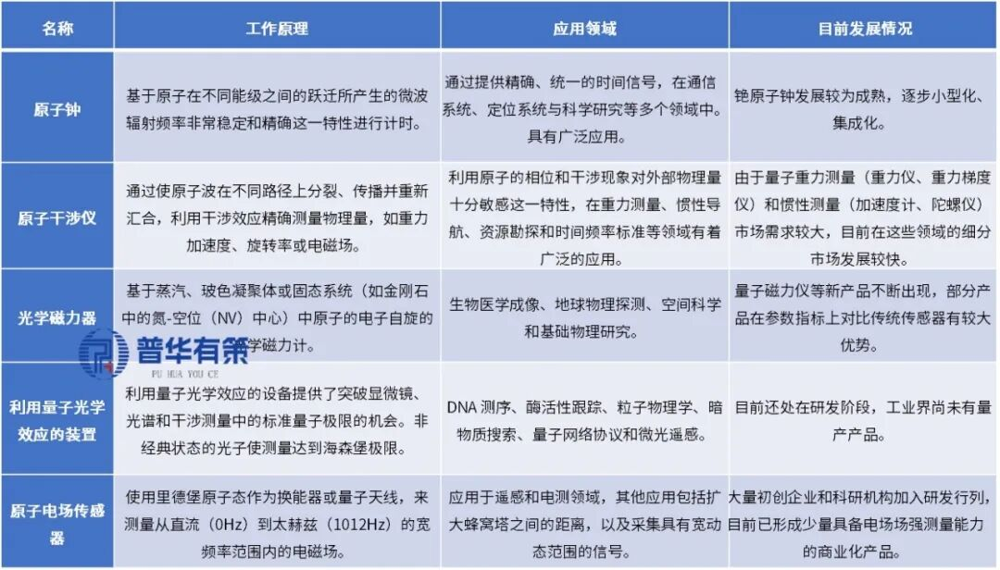 名称
工作原理
应用领域
目前发展情况
原子钟
基于原子在不同能级之间的跃迁所产生的微波
辐射频率非常稳定和精确这一特性进行计时。
通过提供精确、统一的时间信号，在通信
系统、定位系统与科学研究等多个领域中。
具有广泛应用。
铯原子钟发展较为成熟，逐步小型化、
集成化。
原子干涉仪
通过使原子波在不同路径上分裂、传播并重新
汇合，利用干涉效应精确测量物理量，如重力
加速度、旋转率或电磁场。
利用原子的相位和干涉现象对外部物理量
十分敏感这一特性，在重力测量、惯性导
航、资源勘探和时间频率标准等领域有着
广泛的应用。
由于量子重力测量（重力仪、重力梯度
仪）和惯性测量（加速度计、陀螺仪）
市场需求较大，目前在这些领域的细分
市场发展较快。
光学磁力器
基于蒸汽、玻色凝聚体或固态系统（如金刚石
中的氮-空位（NV）中心）中原子的电子自旋的
学磁力计。
生物医学成像、地球物理探测、空间科学
和基础物理研究。
量子磁力仪等新产品不断出现，部分产
品在参数指标上对比传统传感器有较大
优势。
普华有策
PU HUA YOU CE
利用量子光学
效应的装置
利用量子光学效应的设备提供了突破显微镜、
光谱和干涉测量中的标准量子极限的机会。非
经典状态的光子使测量达到海森堡极限。
DNA 测序、酶活性跟踪、粒子物理学、暗
物质搜索、量子网络协议和微光遥感。
目前还处在研发阶段，工业界尚未有量
产产品。
原子电场传感
器
使用里德堡原子态作为换能器或量子天线，来
测量从直流（0Hz）到太赫兹（1012Hz）的宽
频率范围内的电磁场。
应用于遥感和电测领域，其他应用包括扩
大蜂窝塔之间的距离，以及采集具有宽动
态范围的信号。
大量初创企业和科研机构加入研发行列，
目前已形成少量具备电场场强测量能力
的商业化产品。